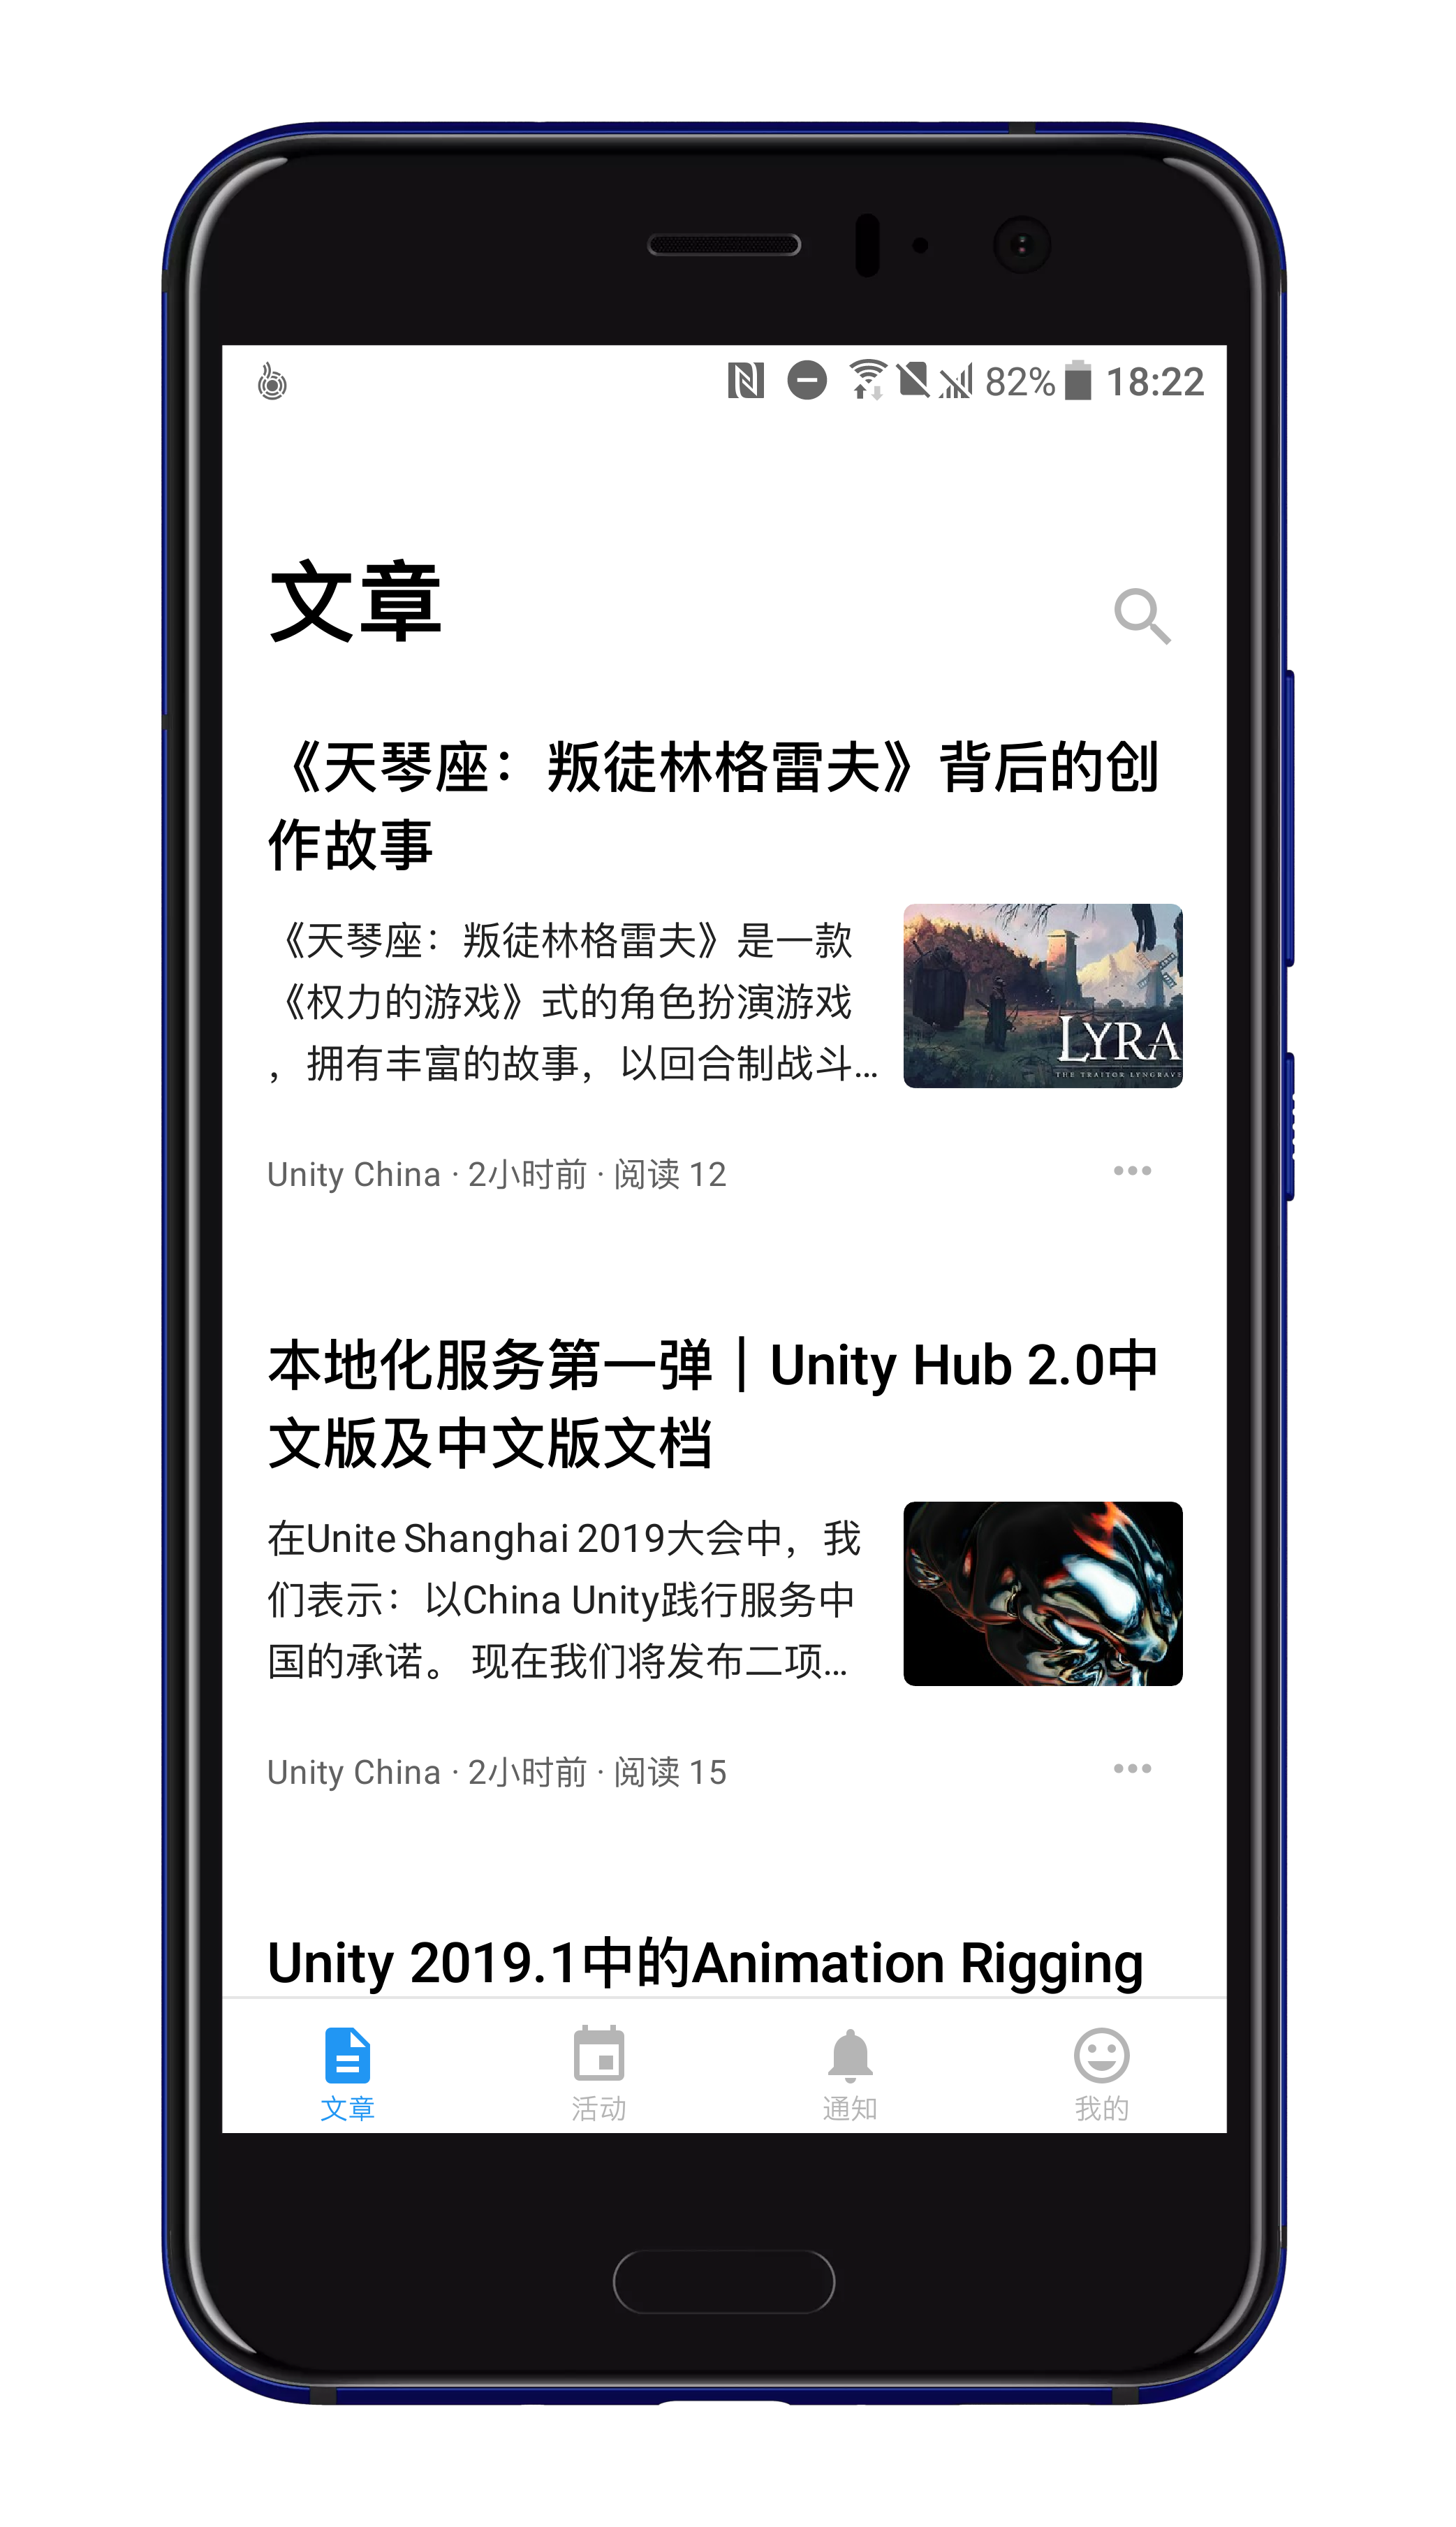 82% 18:22
文章
《天琴座：叛徒林格雷夫》背后的创
作故事
《天琴座：叛徒林格雷夫》是一款
《权力的游戏》式的角色扮演游戏
，拥有丰富的故事，以回合制战斗...
LYRA
THE TRAITOR LYNGRAVE
Unity China · 2小时前 · 阅读 12
本地化服务第一弹｜Unity Hub 2.0中
文版及中文版文档
在Unite Shanghai 2019大会中，我
们表示：以China Unity践行服务中
国的承诺。 现在我们将发布二项...
Unity China · 2小时前 · 阅读 15
Unity 2019.1中的Animation Rigging
文章 活动 通知 我的